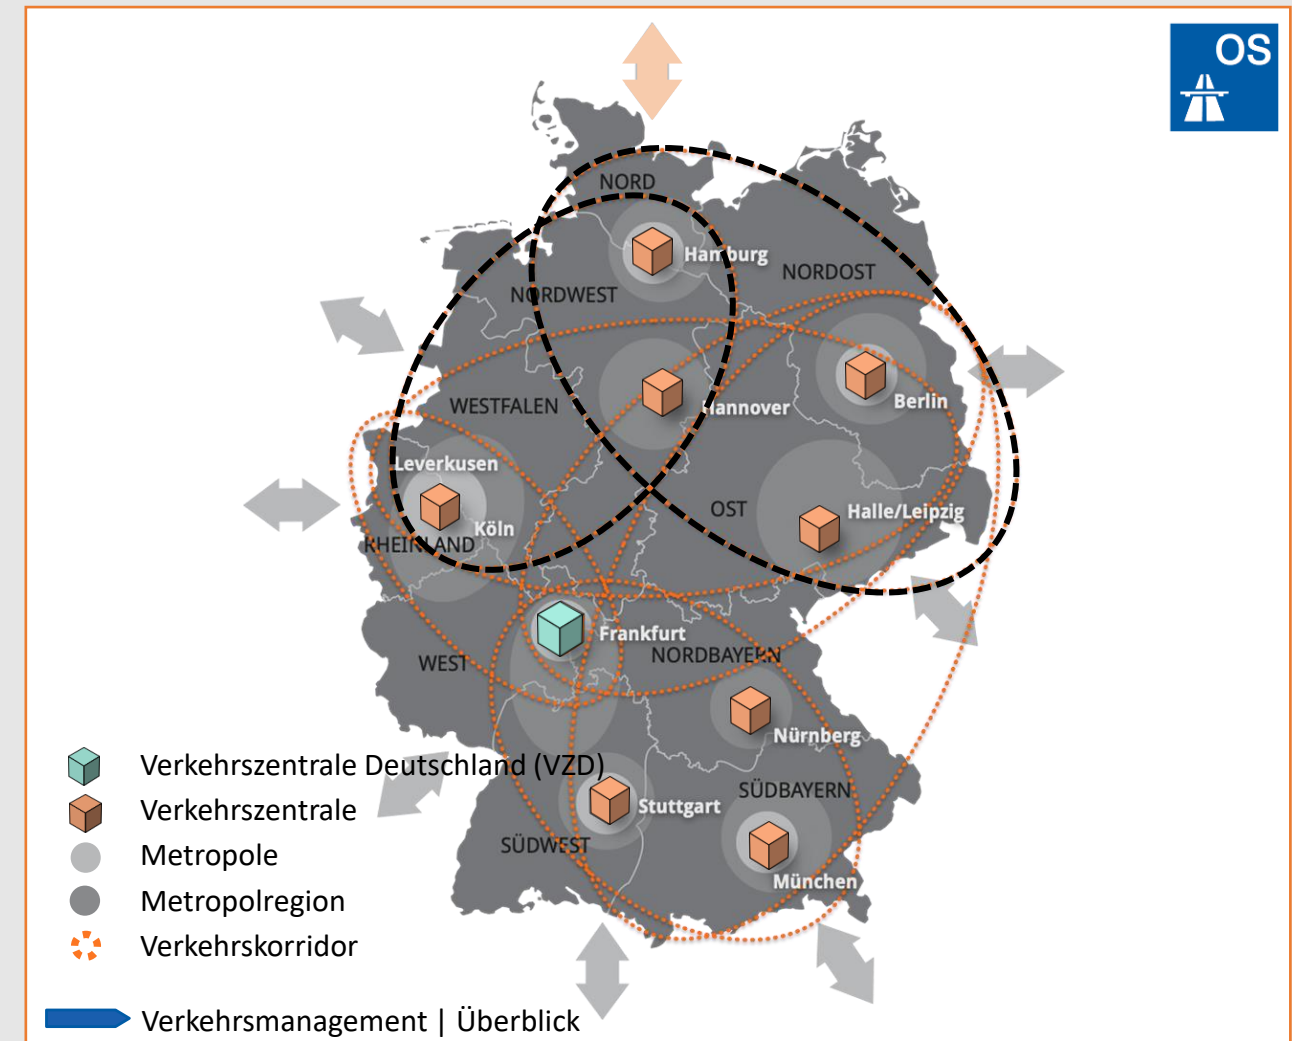 OS
NORD
Hamburg
NORDOST
NORDWEST
Berlin
WESTFALEN
Hannover
Leverkusen
OST
Halle/Leipzig
Köln
RHEINLAND
Frankfurt
NORDBAYERN
WEST
Nürnberg
Verkehrszentrale Deutschland (VZD)
SÜDBAYERN
Verkehrszentrale
Stuttgart
SÜDWEST
Metropole
München
Metropolregion
Verkehrskorridor
Verkehrsmanagement | Überblick